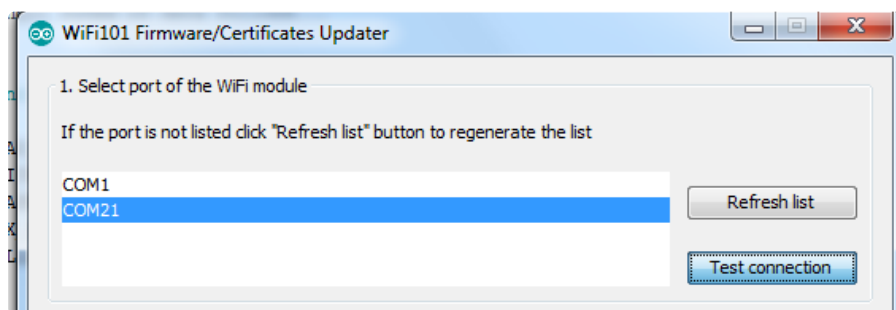 WiFi101 Firmware/Certificates Updater
1. Select port of the WiFi module
If the port is not listed click "Refresh list" button to regenerate the list
COM1
COM21
Refresh list
Test connection